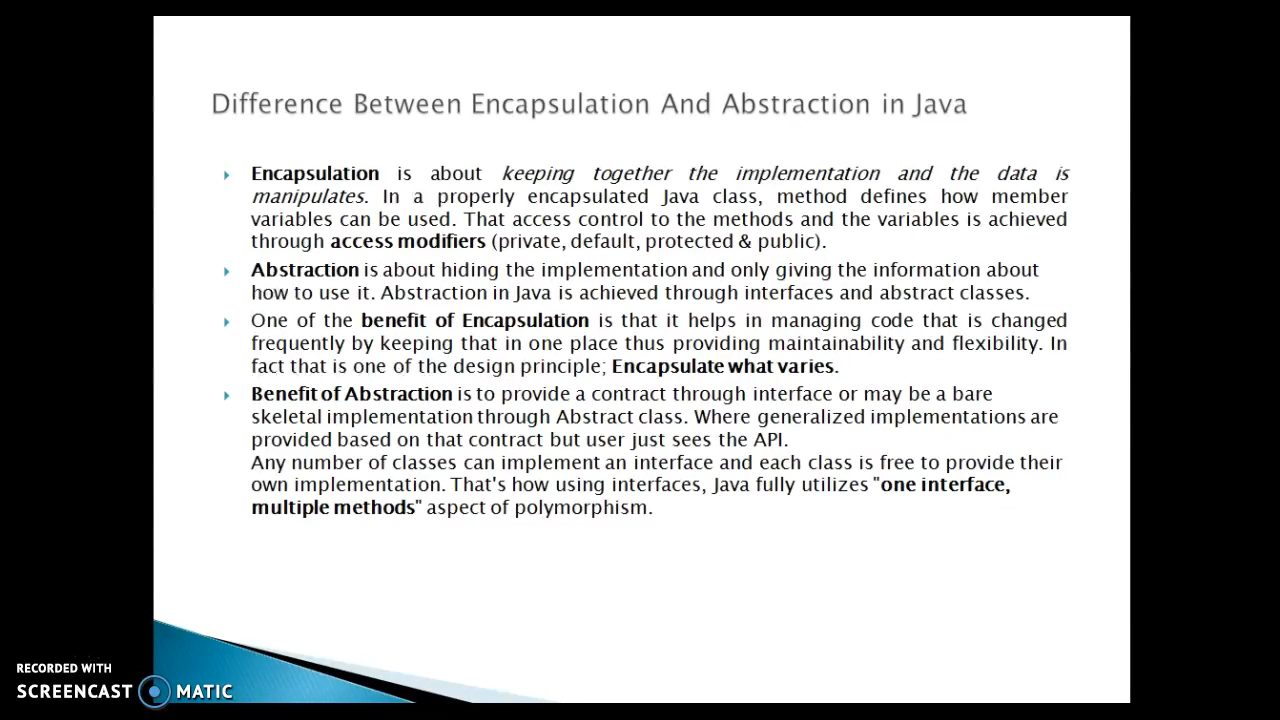 Difference Between Encapsulation And Abstraction in Java
Encapsulation is about keeping together the implementation and the data is
manipulates. In a properly encapsulated Java class, method defines how member
variables can be used. That access control to the methods and the variables is achieved
through access modifiers (private, default, protected & public).
Abstraction is about hiding the implementation and only giving the information about
how to use it. Abstraction in Java is achieved through interfaces and abstract classes.
One of the benefit of Encapsulation is that it helps in managing code that is changed
frequently by keeping that in one place thus providing maintainability and flexibility. In
fact that is one of the design principle; Encapsulate what varies.
Benefit of Abstraction is to provide a contract through interface or may be a bare
skeletal implementation through Abstract class. Where generalized implementations are
provided based on that contract but user just sees the API.
Any number of classes can implement an interface and each class is free to provide their
own implementation. That's how using interfaces, Java fully utilizes "one interface,
multiple methods" aspect of polymorphism.
RECORDED WITH
SCREENCAST MATIC